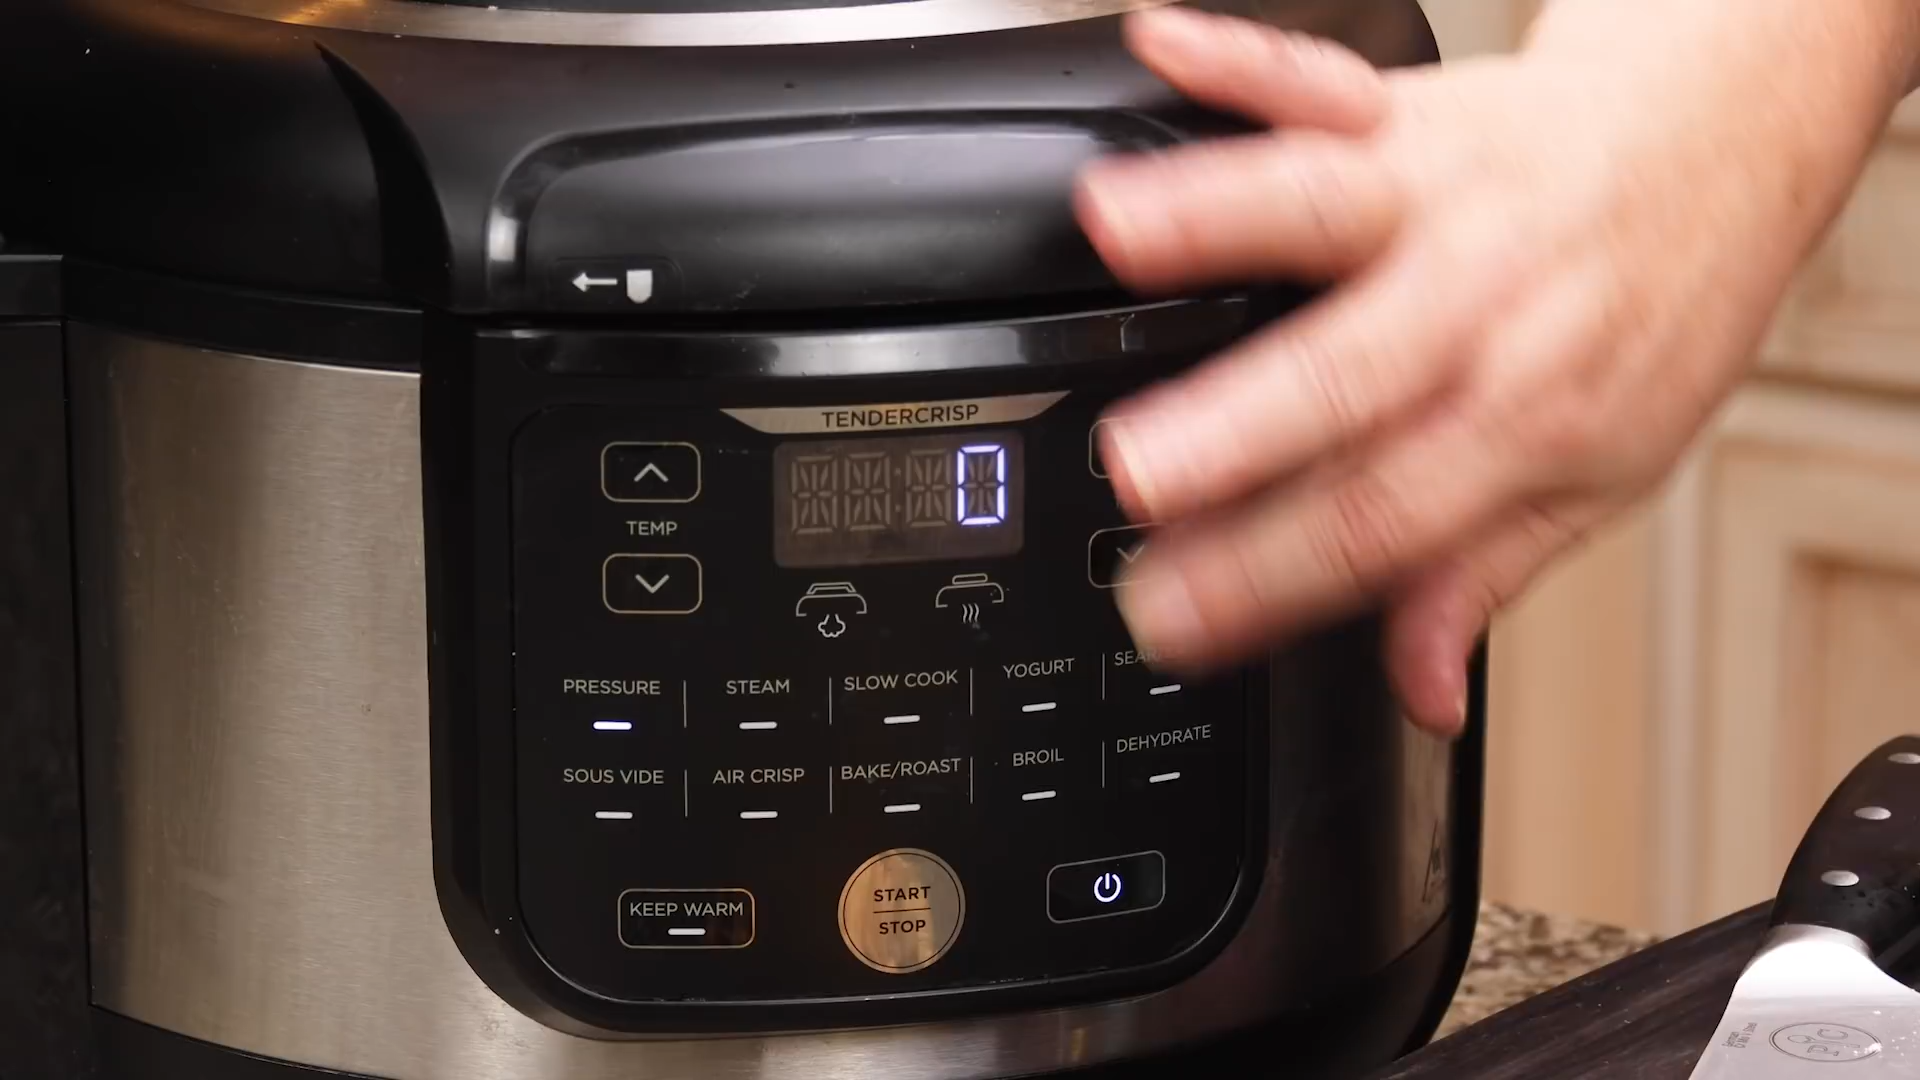 TENDERCRISP
0
TEMP
PRESSURE
STEAM
SLOW COOK
YOGURT
SOUS VIDE
AIR CRISP
BAKE/ROAST
BROIL
DEHYDRATE
KEEP WARM
START
STOP